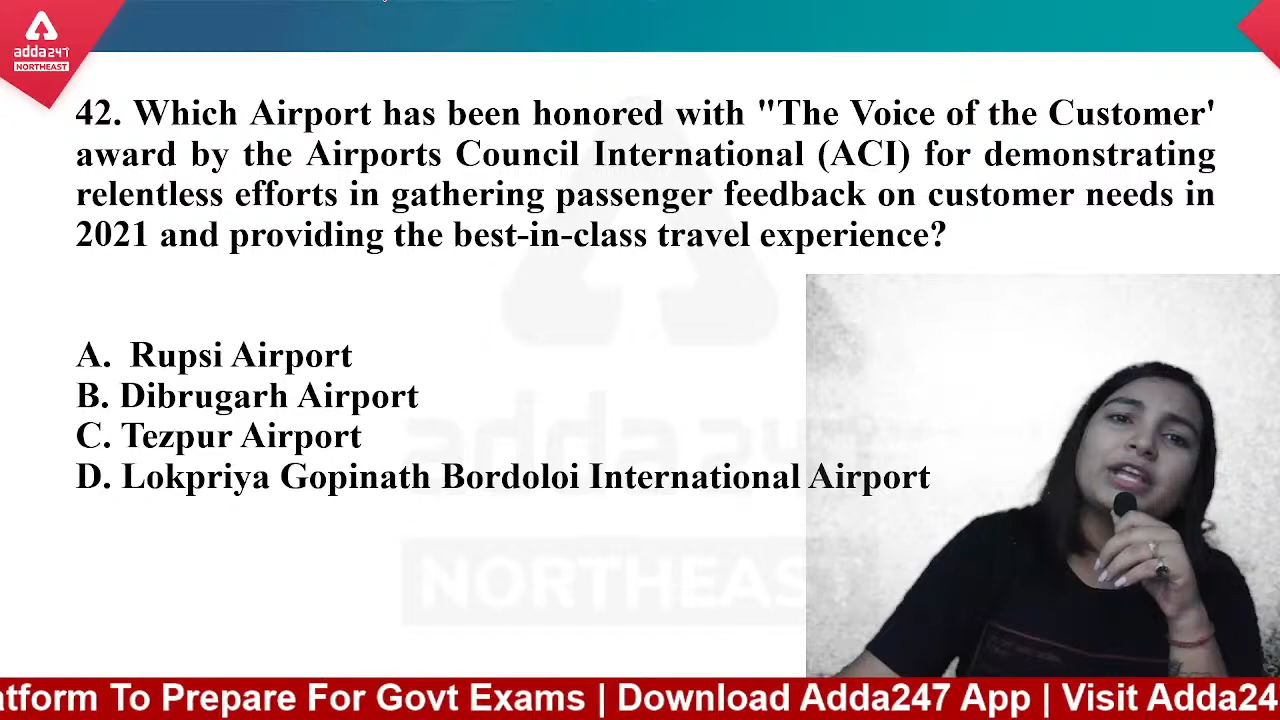 adda247
NORTHEAST
42. Which Airport has been honored with "The Voice of the Customer'
award by the Airports Council International (ACI) for demonstrating
relentless efforts in gathering passenger feedback on customer needs in
2021 and providing the best-in-class travel experience?
A. Rupsi Airport
B. Dibrugarh Airport
C. Tezpur Airport
D. Lokpriya Gopinath Bordoloi International Airport
adda247
NORTHEAST
atform To Prepare For Govt Exams | Download Adda247 App | Visit Adda24